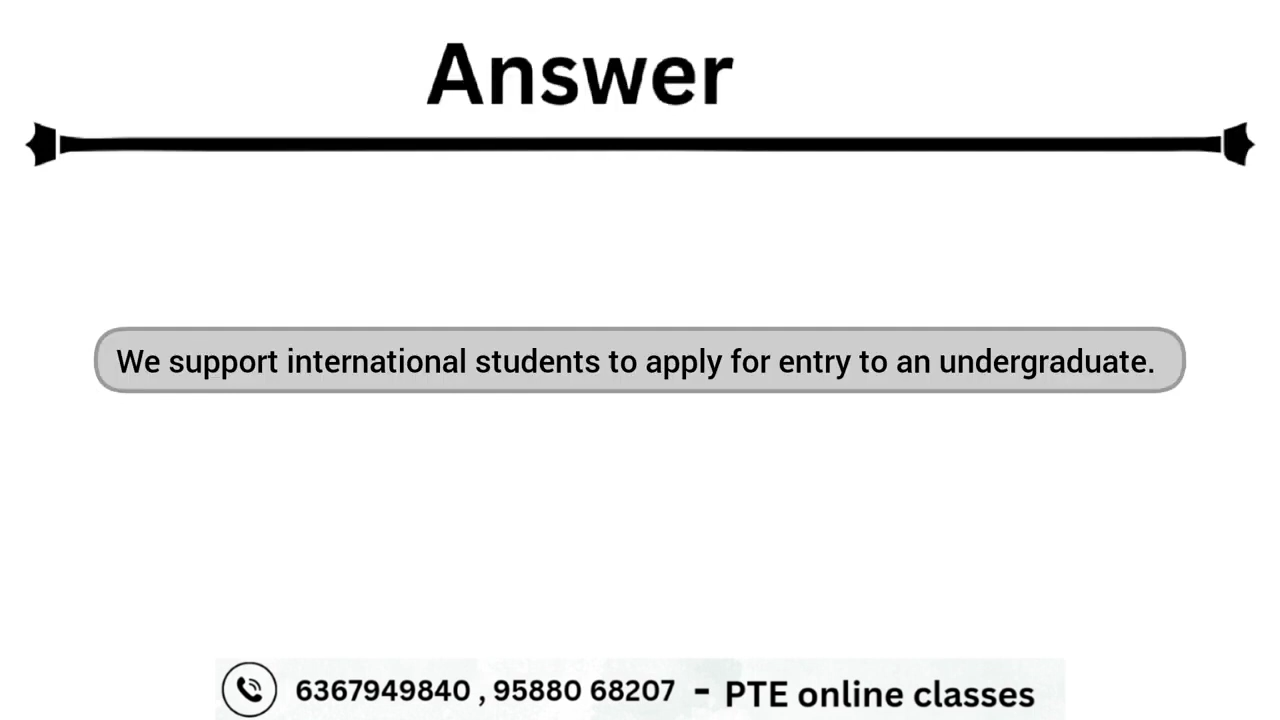 Answer
We support international students to apply for entry to an undergraduate.
6367949840 , 95880 68207 - PTE online classes